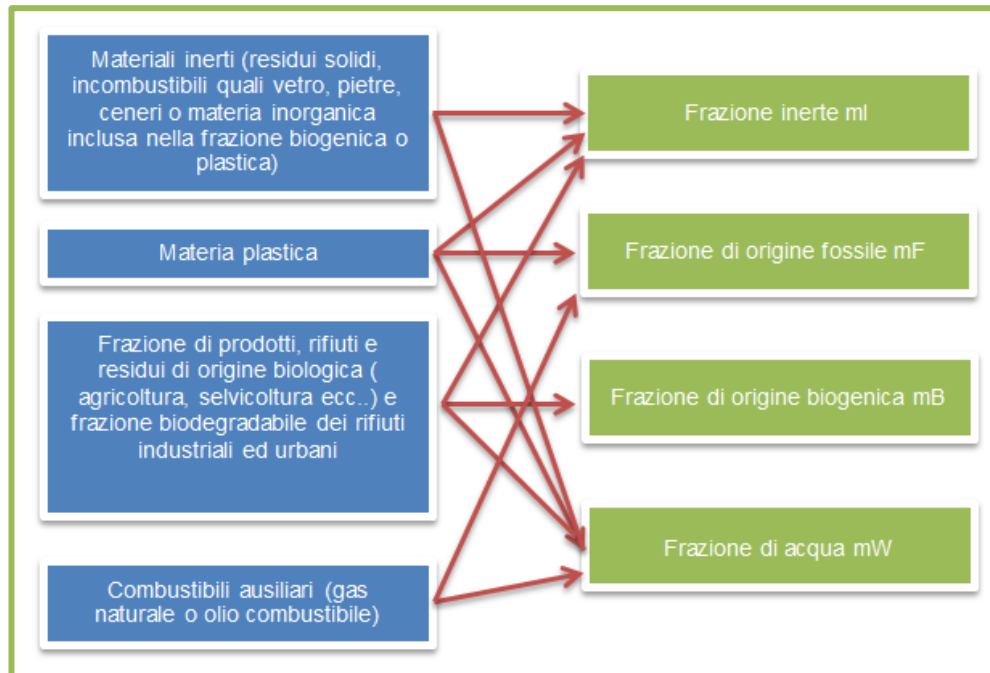 Materiali inerti (residui solidi,
incombustibili quali vetro, pietre,
ceneri o materia inorganica
inclusa nella frazione biogenica o
plastica)
Materia plastica
Frazione di prodotti, rifiuti e
residui di origine biologica (
agricoltura, selvicoltura ecc..) e
frazione biodegradabile dei rifiuti
industriali ed urbani
Combustibili ausiliari (gas
naturale o olio combustibile)
Frazione inerte mI
Frazione di origine fossile mF
Frazione di origine biogenica mB
Frazione di acqua mW